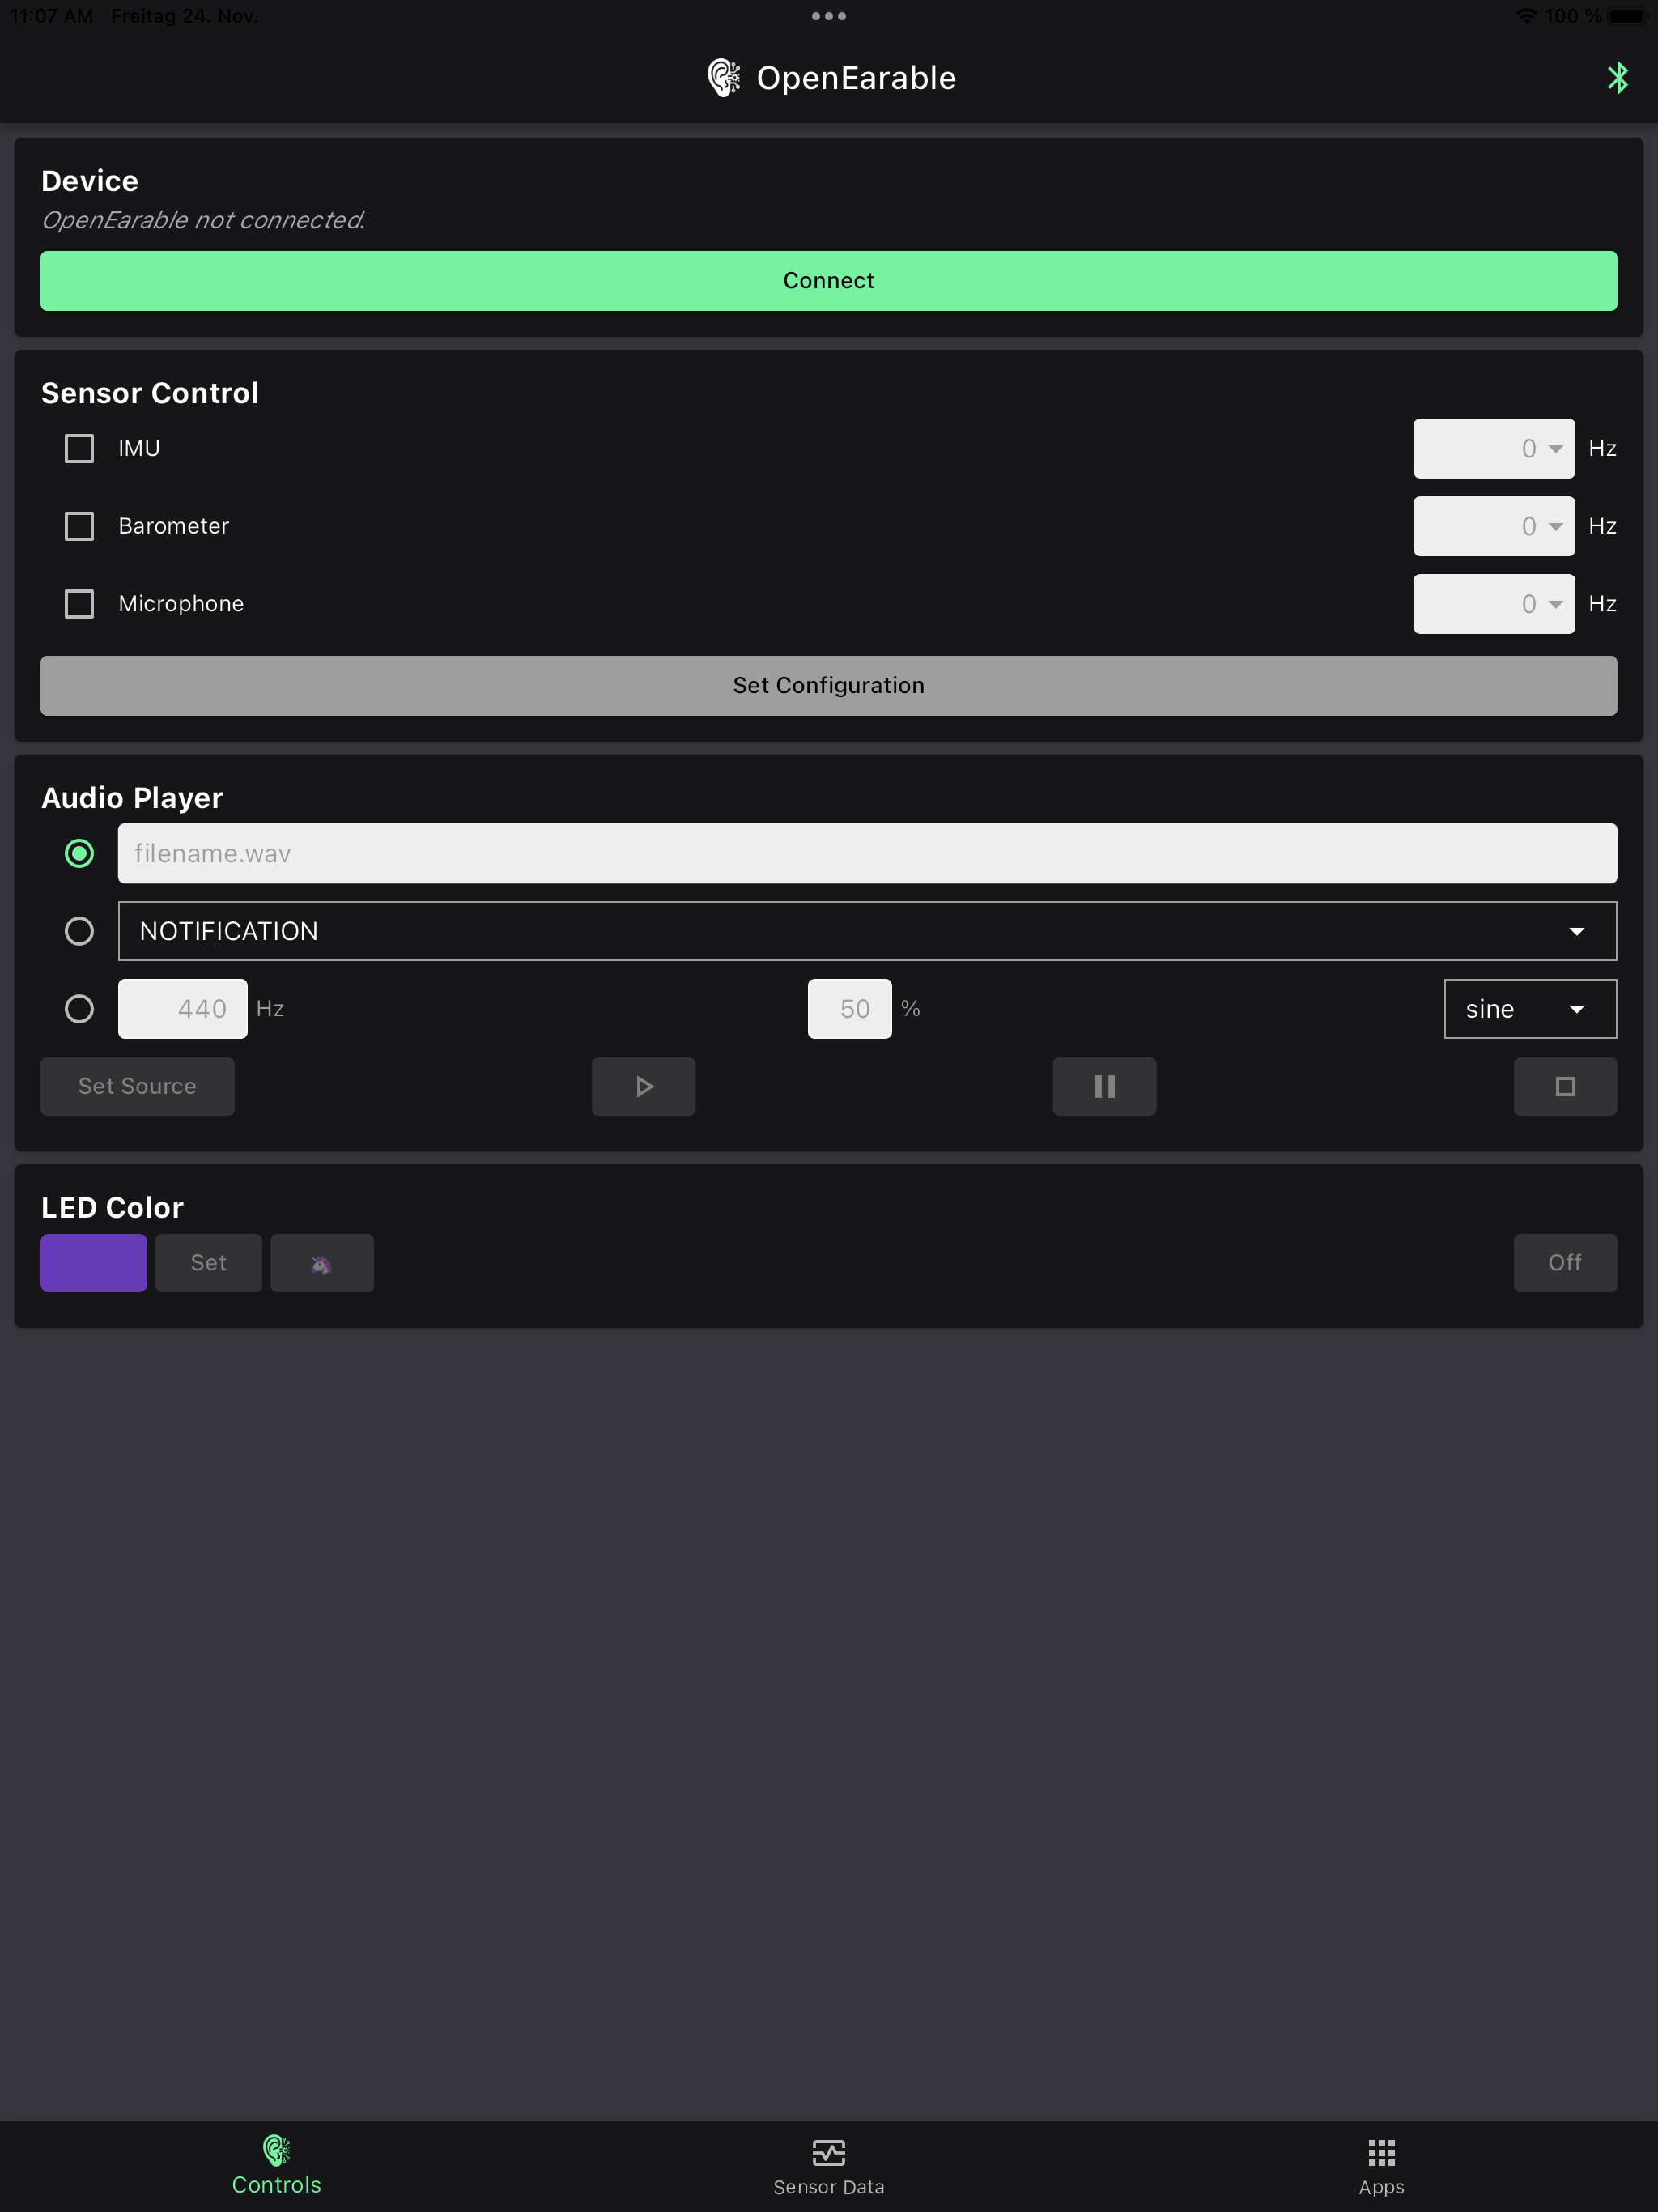 11:07 AM Freitag 24. Nov. 100 %
OpenEarable
Device
OpenEarable not connected.
Connect
Sensor Control
IMU 0 Hz
Barometer 0 Hz
Microphone 0 Hz
Set Configuration
Audio Player
filename.wav
NOTIFICATION
440 Hz 50 % sine
Set Source
LED Color
Set Off
Controls Sensor Data Apps